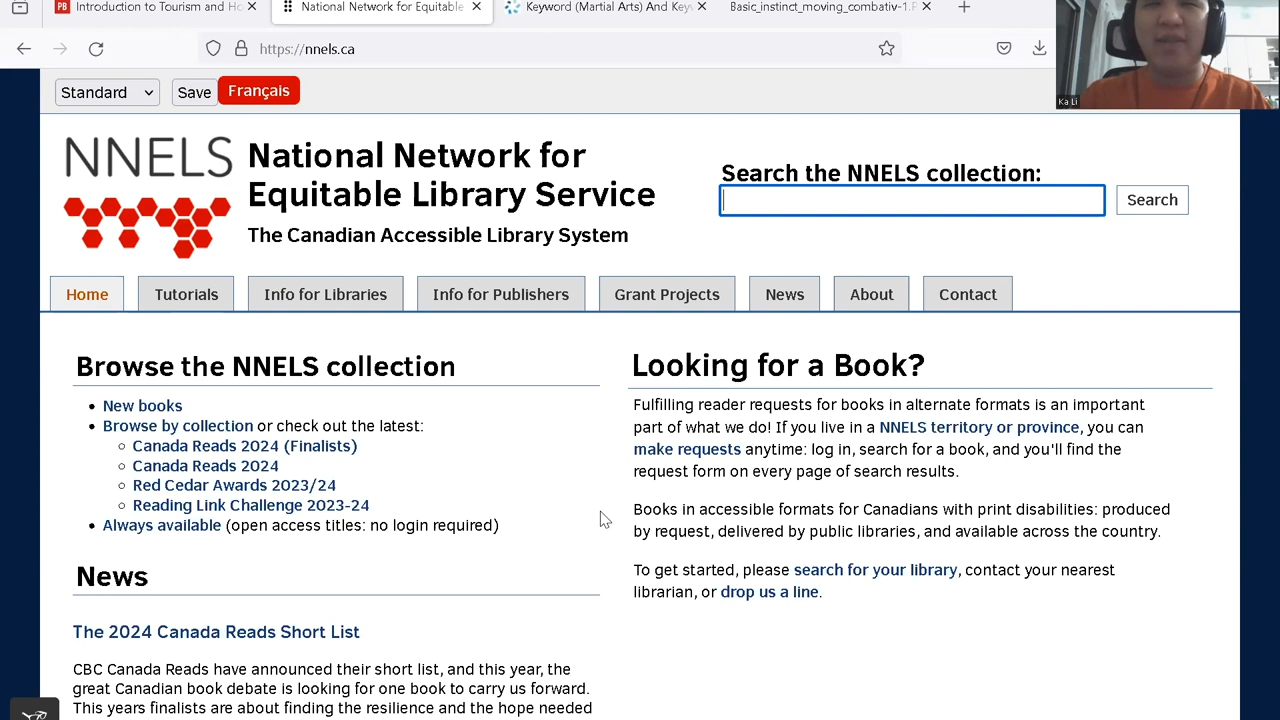 Introduction to Tourism and Ho
National Network for Equitable
Keyword (Martial Arts) And Key
Basic_instinct_moving_combativ-1.P
https://nnels.ca
Ka Li
Standard
Save
Français
NNELS
National Network for
Equitable Library Service
The Canadian Accessible Library System
Search the NNELS collection:
Search
Home
Tutorials
Info for Libraries
Info for Publishers
Grant Projects
News
About
Contact
Browse the NNELS collection
New books
Browse by collection or check out the latest:
Canada Reads 2024 (Finalists)
Canada Reads 2024
Red Cedar Awards 2023/24
Reading Link Challenge 2023-24
Always available (open access titles: no login required)
News
The 2024 Canada Reads Short List
CBC Canada Reads have announced their short list, and this year, the
great Canadian book debate is looking for one book to carry us forward.
This years finalists are about finding the resilience and the hope needed
Looking for a Book?
Fulfilling reader requests for books in alternate formats is an important
part of what we do! If you live in a NNELS territory or province, you can
make requests anytime: log in, search for a book, and you'll find the
request form on every page of search results.
Books in accessible formats for Canadians with print disabilities: produced
by request, delivered by public libraries, and available across the country.
To get started, please search for your library, contact your nearest
librarian, or drop us a line.